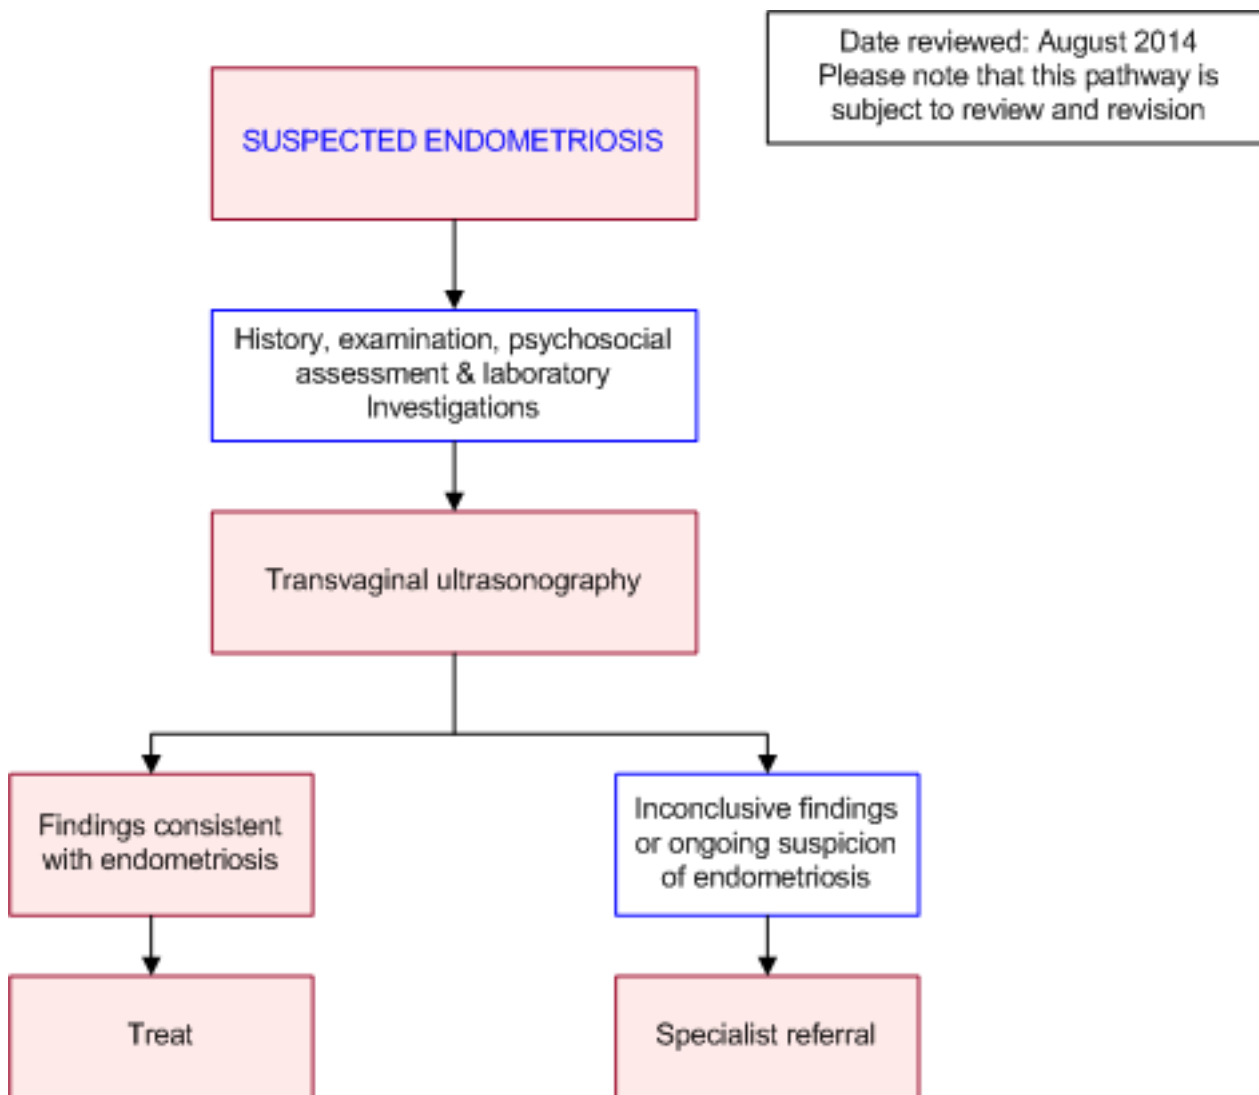 Date reviewed: August 2014
Please note that this pathway is
subject to review and revision
SUSPECTED ENDOMETRIOSIS
History, examination, psychosocial
assessment & laboratory
Investigations
Transvaginal ultrasonography
Findings consistent
with endometriosis
Inconclusive findings
or ongoing suspicion
of endometriosis
Treat
Specialist referral